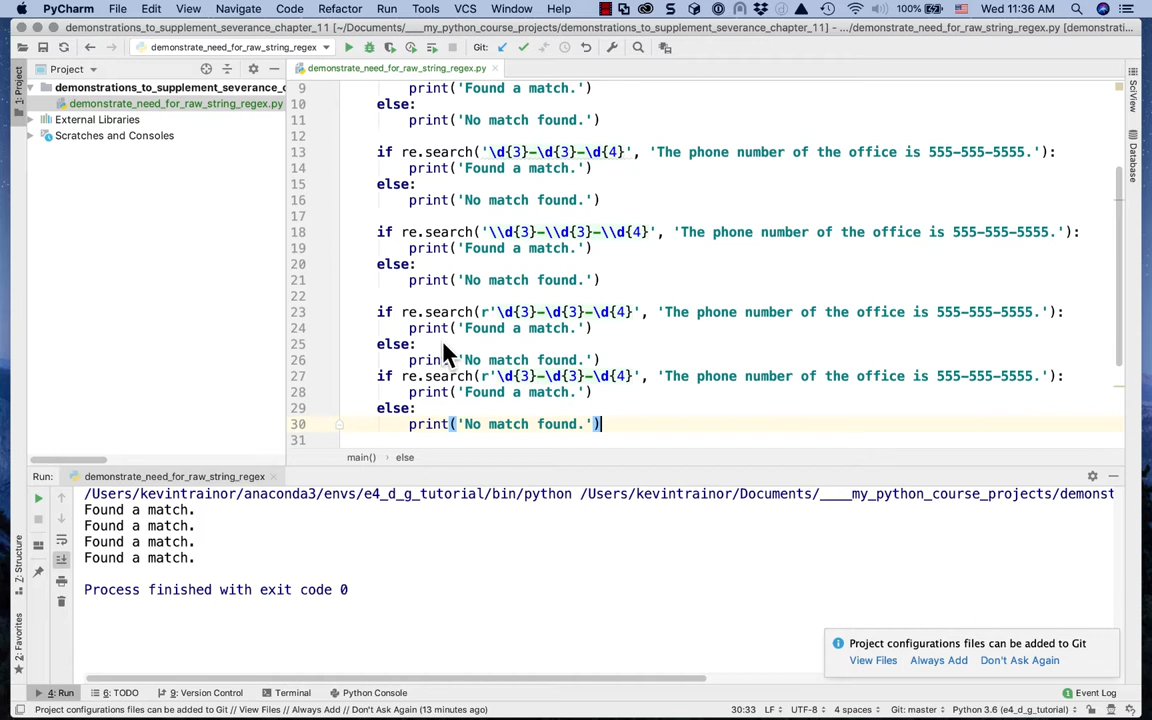 PyCharm File Edit View Navigate Code Refactor Run Tools VCS Window Help 100% Wed 11:36 AM
demonstrations_to_supplement_severance_chapter_11 [~/Documents/____my_python_course_projects/demonstrations_to_supplement_severance_chapter_11] - .../demonstrate_need_for_raw_string_regex.py [demonstrat...
demonstrate_need_for_raw_string_regex Git:
1: Project
Project
demonstrate_need_for_raw_string_regex.py
demonstrations_to_supplement_severance_c
demonstrate_need_for_raw_string_regex.py
External Libraries
Scratches and Consoles
9 print('Found a match.')
10 else:
11 print('No match found.')
12
13 if re.search('\d{3}-\d{3}-\d{4}', 'The phone number of the office is 555-555-5555.'):
14 print('Found a match.')
15 else:
16 print('No match found.')
17
18 if re.search('\\d{3}-\\d{3}-\\d{4}', 'The phone number of the office is 555-555-5555.'):
19 print('Found a match.')
20 else:
21 print('No match found.')
22
23 if re.search(r'\d{3}-\d{3}-\d{4}', 'The phone number of the office is 555-555-5555.'):
24 print('Found a match.')
25 else:
26 print('No match found.')
27 if re.search(r'\d{3}-\d{3}-\d{4}', 'The phone number of the office is 555-555-5555.'):
28 print('Found a match.')
29 else:
30 print('No match found.')
31
SciView
Database
main() › else
Run: demonstrate_need_for_raw_string_regex
/Users/kevintrainor/anaconda3/envs/e4_d_g_tutorial/bin/python /Users/kevintrainor/Documents/____my_python_course_projects/demonst
Found a match.
Found a match.
Found a match.
Found a match.
Process finished with exit code 0
7: Structure
2: Favorites
Project configurations files can be added to Git
View Files Always Add Don't Ask Again
4: Run 6: TODO 9: Version Control Terminal Python Console Event Log
Project configurations files can be added to Git // View Files // Always Add // Don't Ask Again (13 minutes ago) 30:33 LF UTF-8 4 spaces Git: master Python 3.6 (e4_d_g_tutorial)